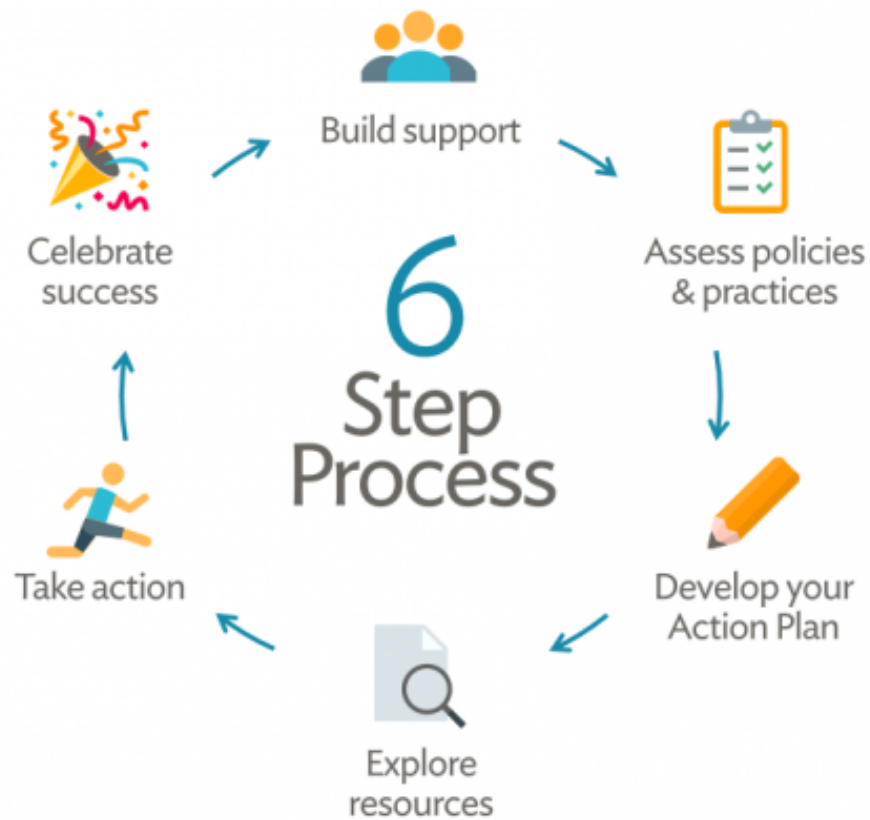 Build support
Assess policies
& practices
Develop your
Action Plan
Explore
resources
Take action
Celebrate
success
6
Step
Process